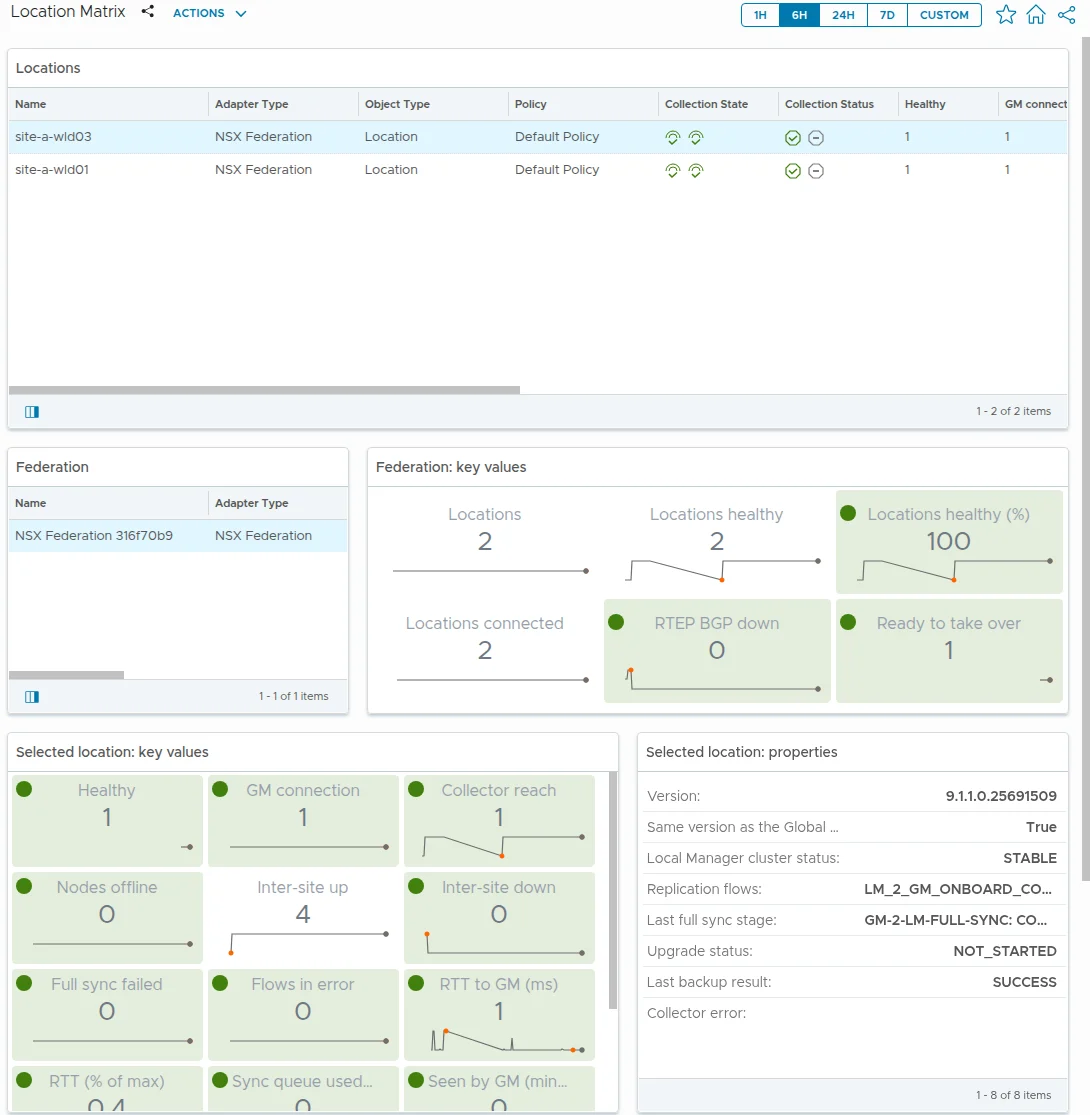 Location Matrix ACTIONS 1H 6H 24H 7D CUSTOM
Locations
Name Adapter Type Object Type Policy Collection State Collection Status Healthy GM connect
site-a-wld03 NSX Federation Location Default Policy 1 1
site-a-wld01 NSX Federation Location Default Policy 1 1
1 - 2 of 2 items
Federation
Name Adapter Type
NSX Federation 316f70b9 NSX Federation
1 - 1 of 1 items
Federation: key values
Locations Locations healthy Locations healthy (%)
2 2 100
Locations connected RTEP BGP down Ready to take over
2 0 1
Selected location: key values
Healthy GM connection Collector reach
1 1 1
Nodes offline Inter-site up Inter-site down
0 4 0
Full sync failed Flows in error RTT to GM (ms)
0 0 1
RTT (% of max) Sync queue used... Seen by GM (min...
0.4 0 0
Selected location: properties
Version: 9.1.1.0.25691509
Same version as the Global ... True
Local Manager cluster status: STABLE
Replication flows: LM_2_GM_ONBOARD_CO...
Last full sync stage: GM-2-LM-FULL-SYNC: CO...
Upgrade status: NOT_STARTED
Last backup result: SUCCESS
Collector error:
1 - 8 of 8 items